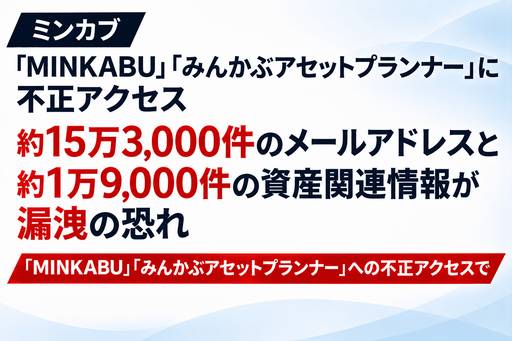 ミンカブ
「MINKABU」「みんかぶアセットプランナー」に
不正アクセス
約15万3,000件のメールアドレスと
約1万9,000件の資産関連情報が
漏洩の恐れ
「MINKABU」「みんかぶアセットプランナー」への不正アクセスで